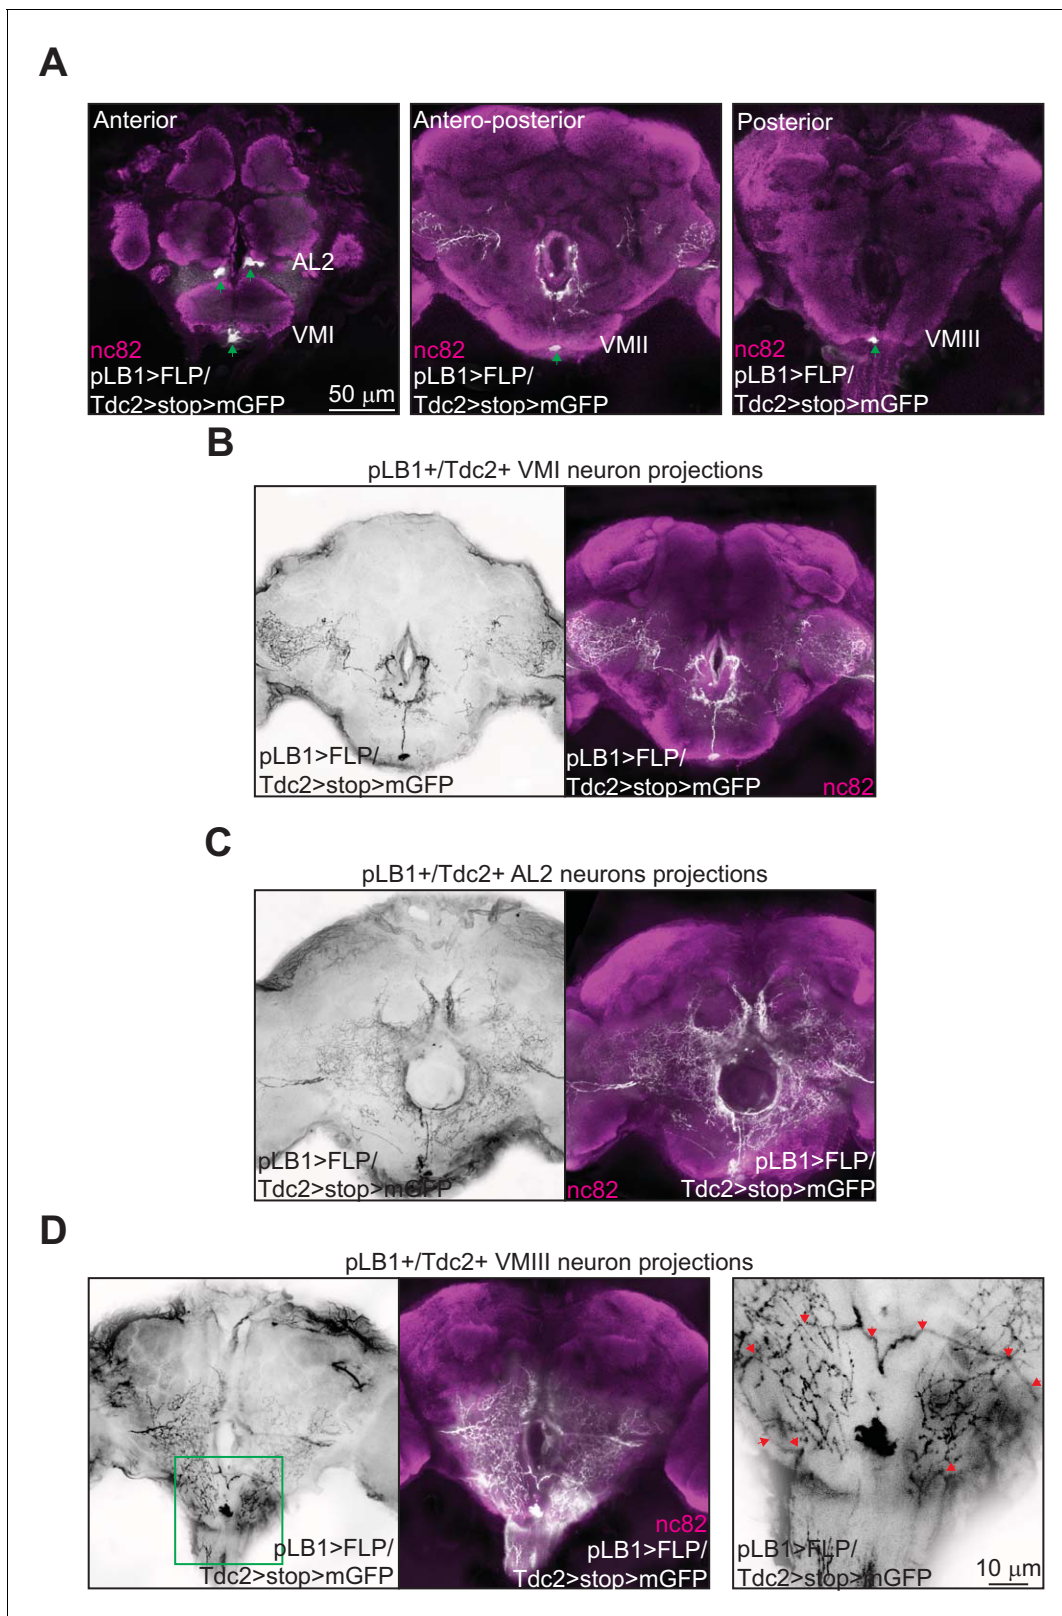 A
Anterior
AL2
VMI
nc82
pLB1>FLP/
Tdc2>stop>mGFP
50 μm
Antero-posterior
VMII
nc82
pLB1>FLP/
Tdc2>stop>mGFP
Posterior
VMIII
nc82
pLB1>FLP/
Tdc2>stop>mGFP
B
pLB1+/Tdc2+ VMI neuron projections
pLB1>FLP/
Tdc2>stop>mGFP
pLB1>FLP/
Tdc2>stop>mGFP
nc82
C
pLB1+/Tdc2+ AL2 neurons projections
pLB1>FLP/
Tdc2>stop>mGFP
pLB1>FLP/
nc82 Tdc2>stop>mGFP
D
pLB1+/Tdc2+ VMIII neuron projections
pLB1>FLP/
Tdc2>stop>mGFP
nc82
pLB1>FLP/
Tdc2>stop>mGFP
pLB1>FLP/
Tdc2>stop>mGFP
10 μm